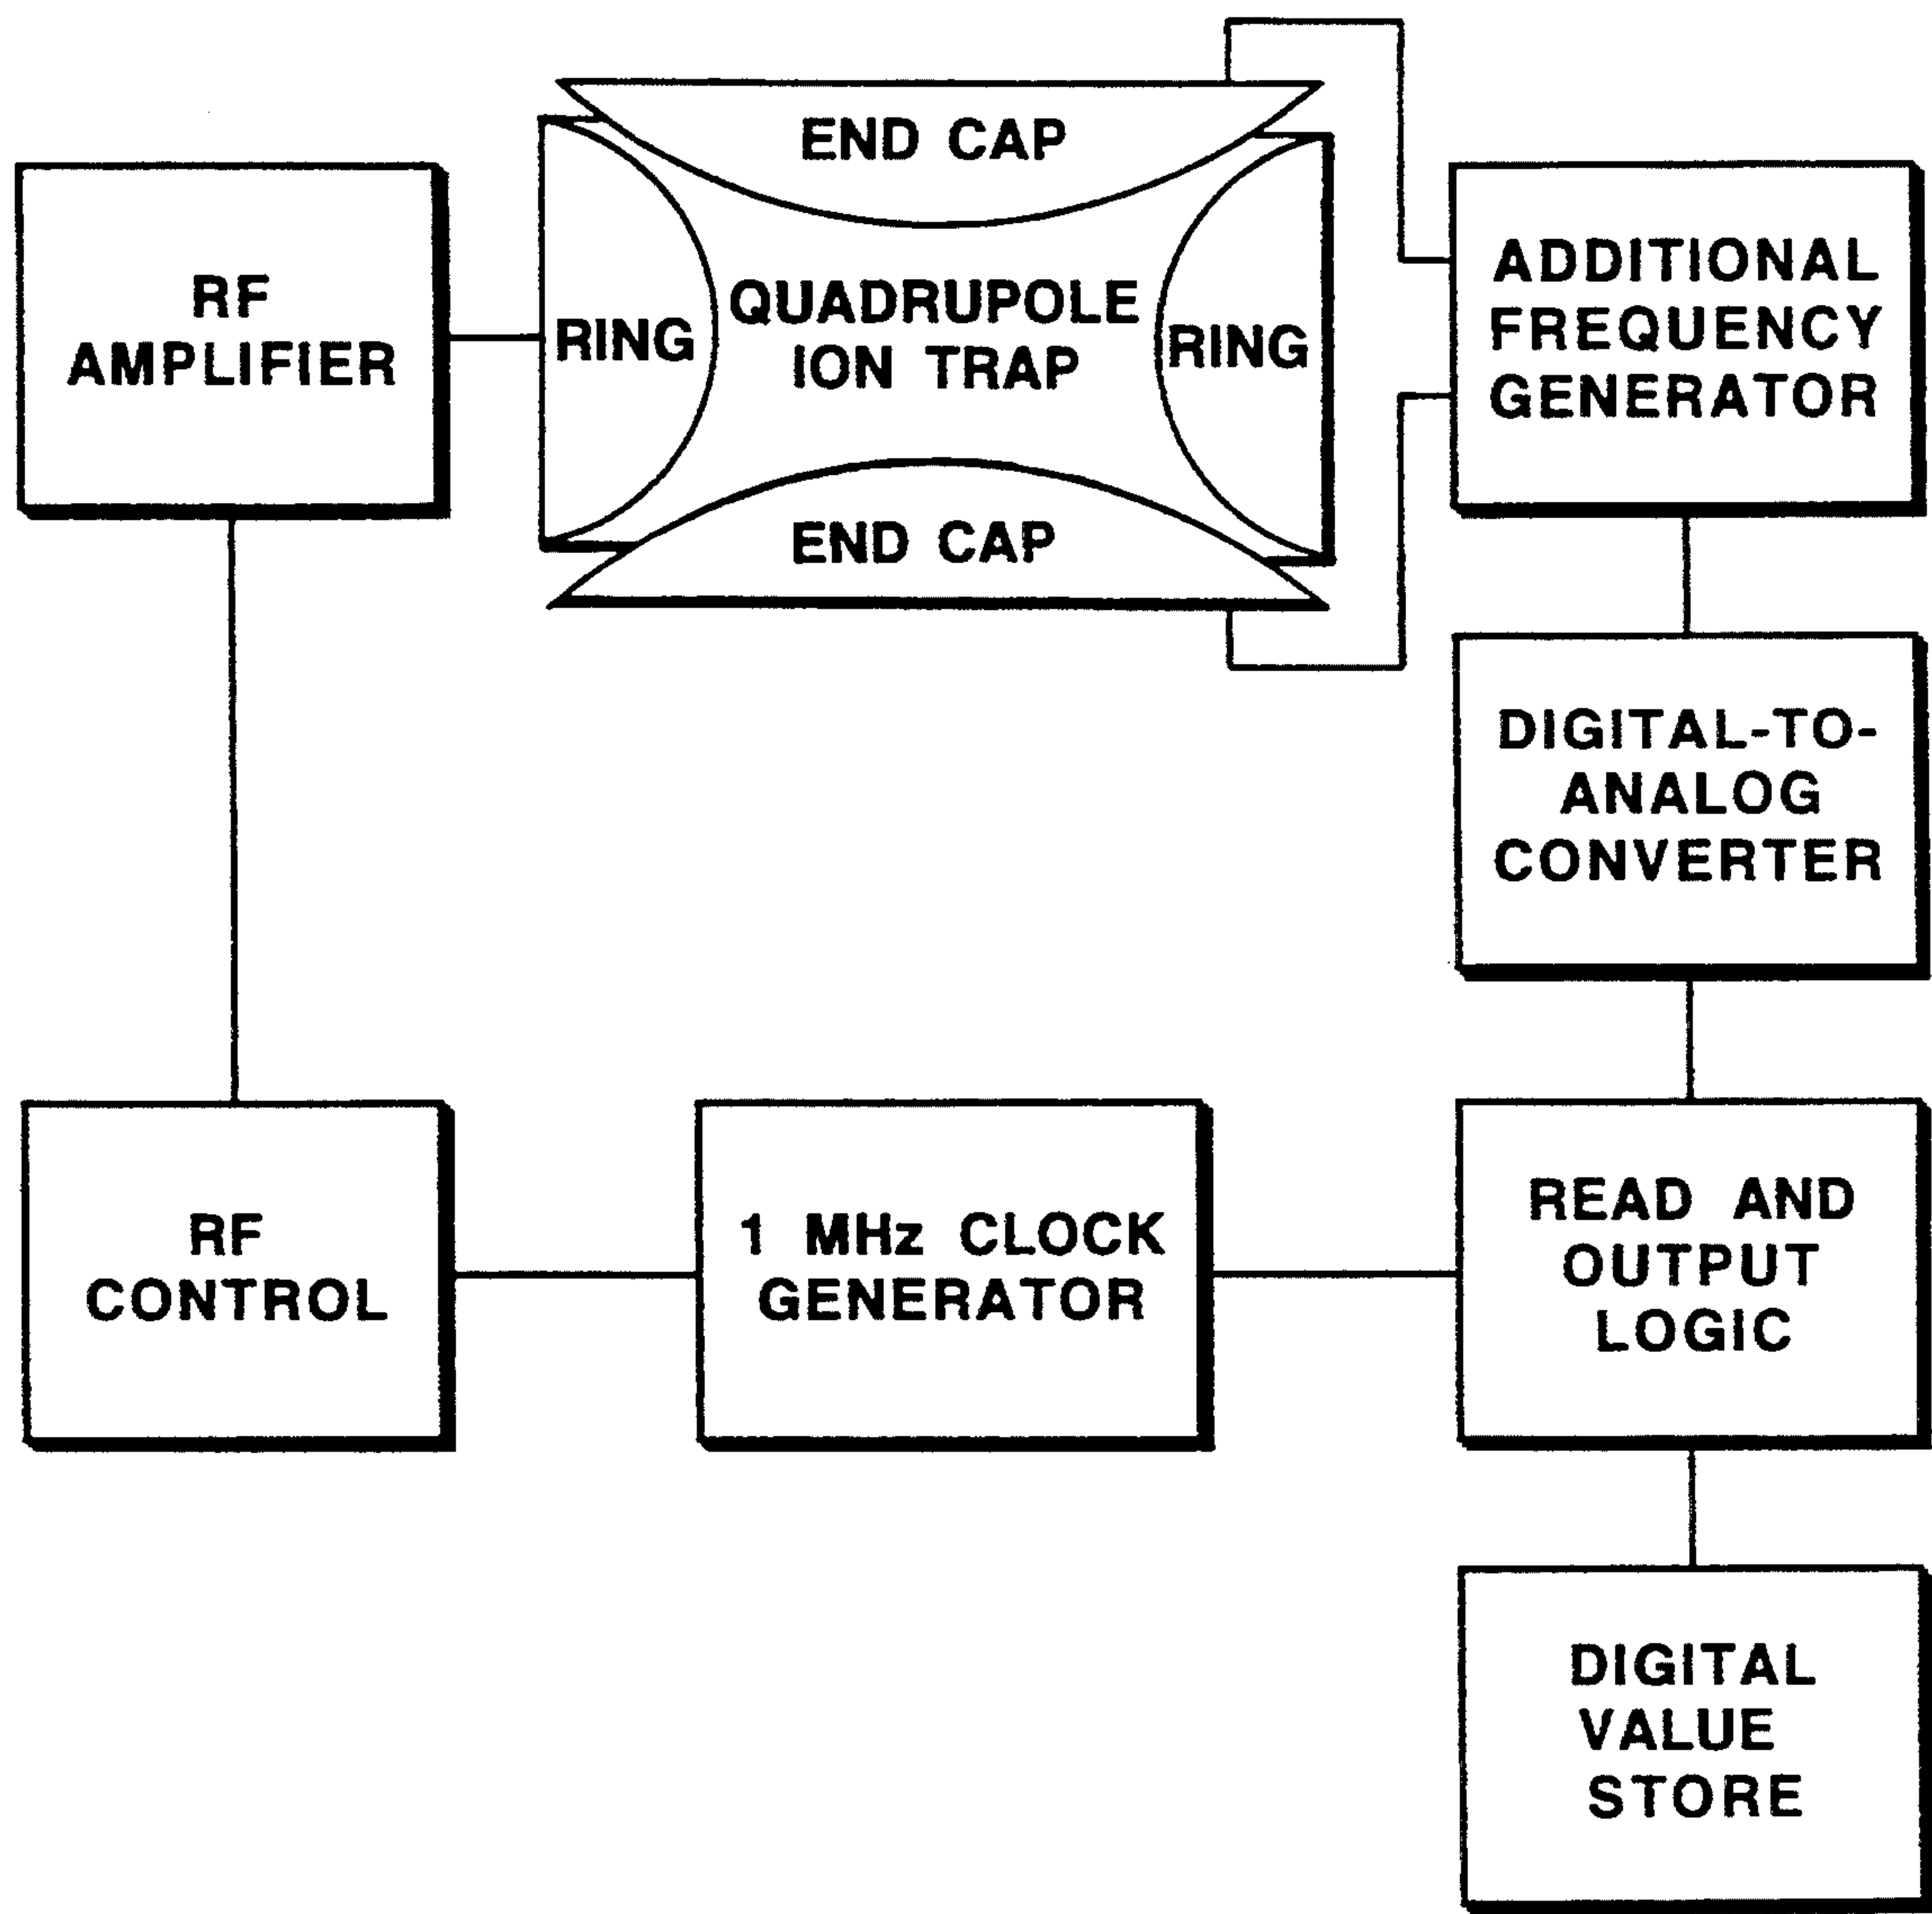 END CAP
RF
AMPLIFIER
RING
QUADRUPOLE
ION TRAP
RING
ADDITIONAL
FREQUENCY
GENERATOR
END CAP
DIGITAL-TO-
ANALOG
CONVERTER
RF
CONTROL
1 MHz CLOCK
GENERATOR
READ AND
OUTPUT
LOGIC
DIGITAL
VALUE
STORE